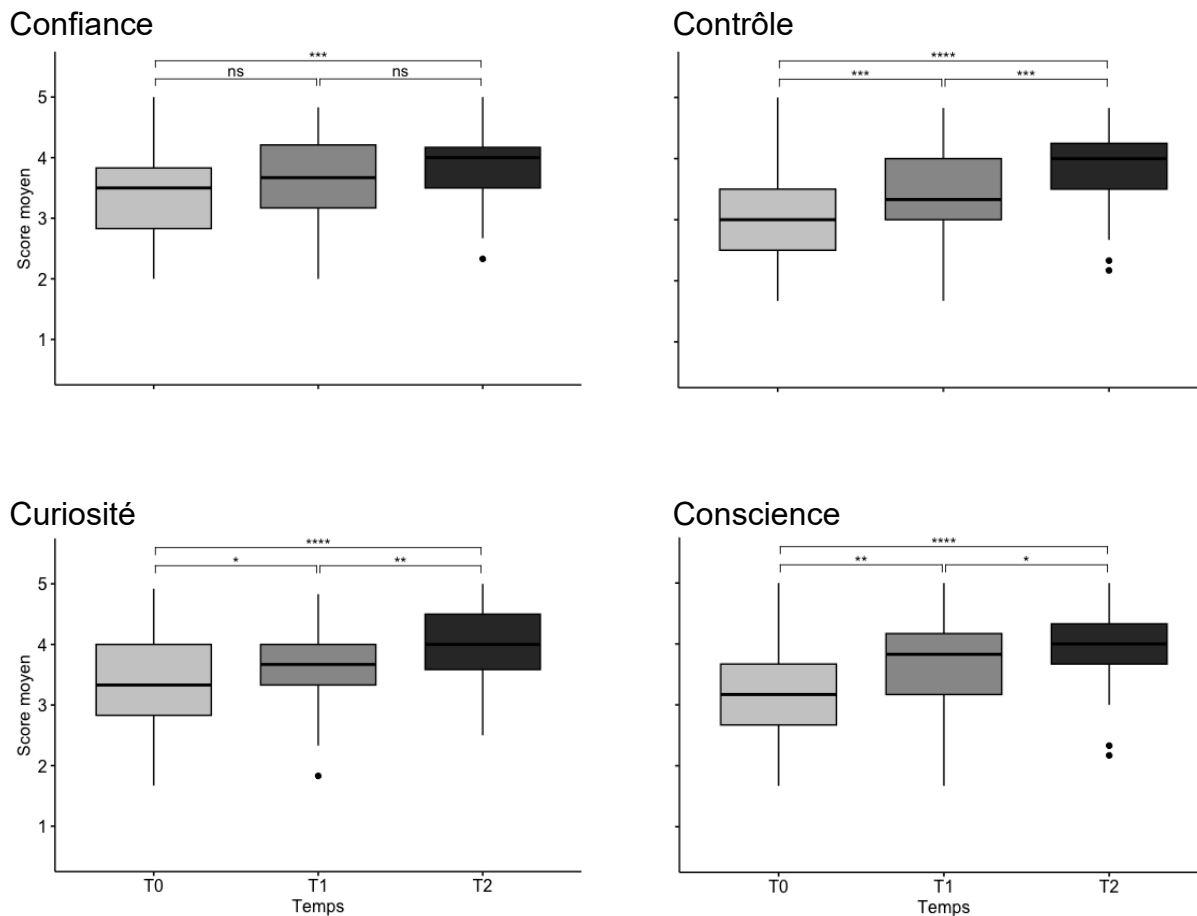 Confiance
***
ns ns
5
4
3
2
1
Score moyen
Contrôle
****
*** ***
Curiosité
****
* **
5
4
3
2
1
Score moyen
T0 T1 T2
Temps
Conscience
****
** *
T0 T1 T2
Temps